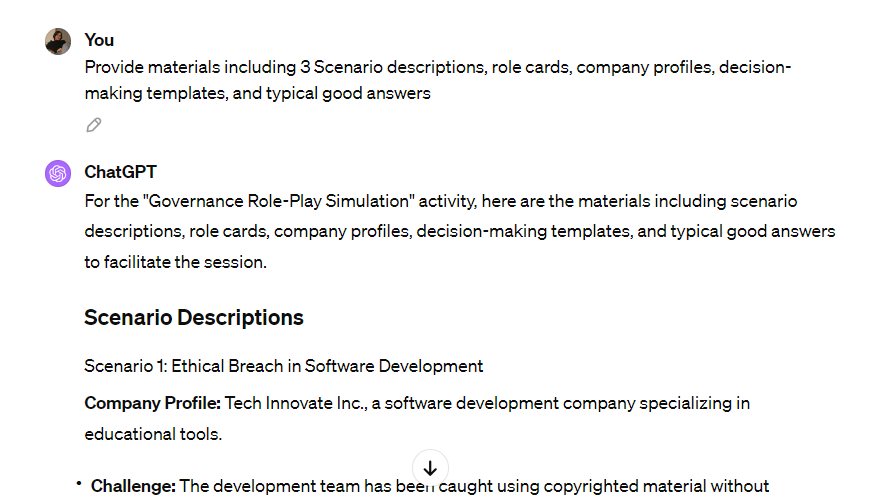 You
Provide materials including 3 Scenario descriptions, role cards, company profiles, decision-
making templates, and typical good answers
ChatGPT
For the "Governance Role-Play Simulation" activity, here are the materials including scenario
descriptions, role cards, company profiles, decision-making templates, and typical good answers
to facilitate the session.
Scenario Descriptions
Scenario 1: Ethical Breach in Software Development
Company Profile: Tech Innovate Inc., a software development company specializing in
educational tools.
• Challenge: The development team has been caught using copyrighted material without